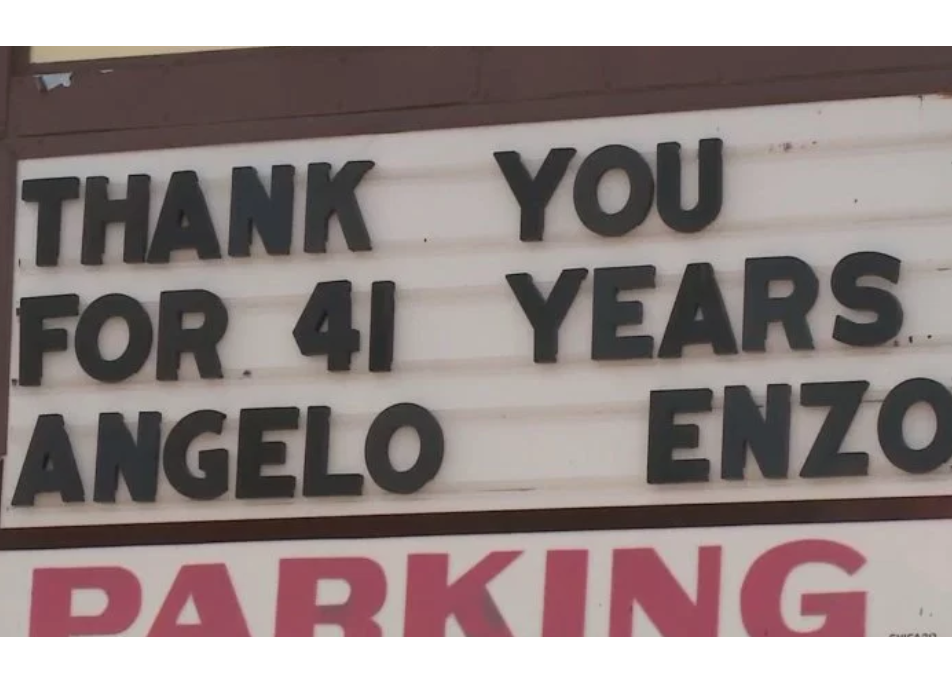 THANK YOU
FOR 41 YEARS
ANGELO ENZO
PARKING